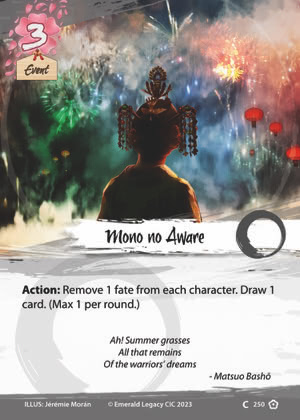 3
Event
Mono no Aware
Action: Remove 1 fate from each character. Draw 1
card. (Max 1 per round.)
Ah! Summer grasses
All that remains
Of the warriors' dreams
- Matsuo Bashō
ILLUS: Jérémie Morán © Emerald Legacy CIC 2023 C 250